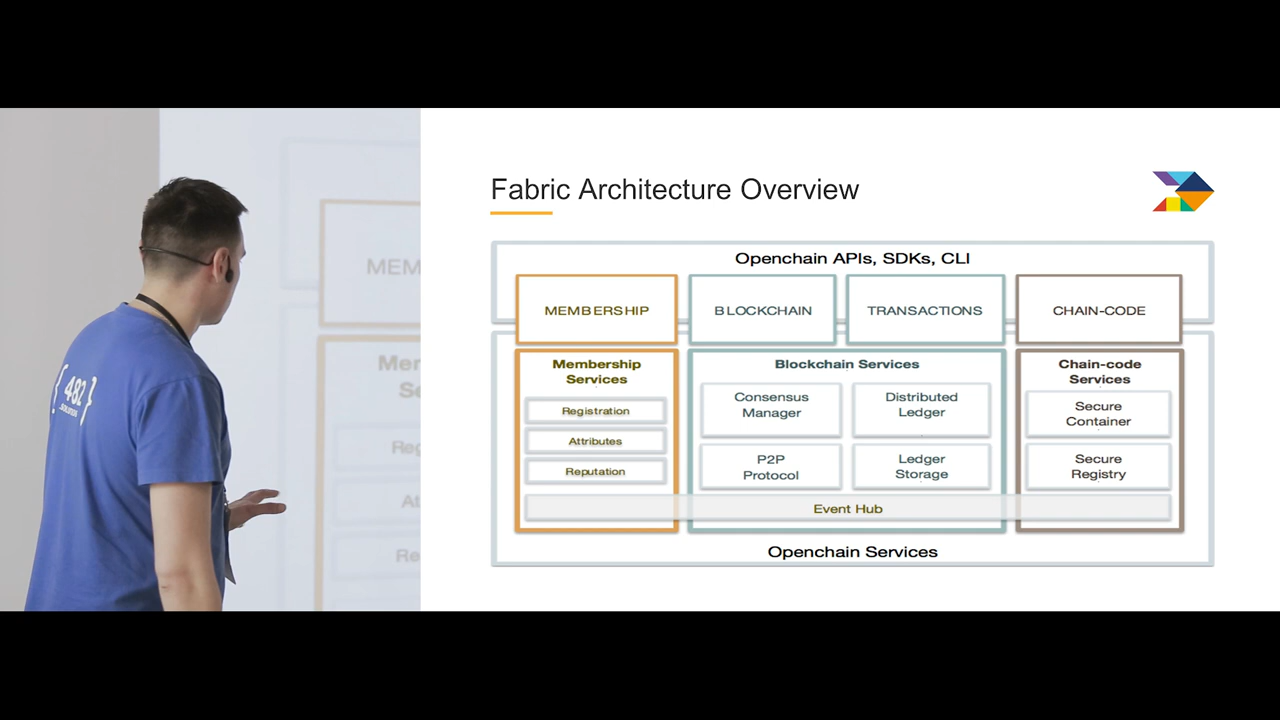 Fabric Architecture Overview
Openchain APIs, SDKs, CLI
MEMBERSHIP
BLOCKCHAIN
TRANSACTIONS
CHAIN-CODE
Membership
Services
Registration
Attributes
Reputation
Blockchain Services
Consensus
Manager
Distributed
Ledger
P2P
Protocol
Ledger
Storage
Chain-code
Services
Secure
Container
Secure
Registry
Event Hub
Openchain Services
{482}
MEM
Mem
Se
Reg
At
Re